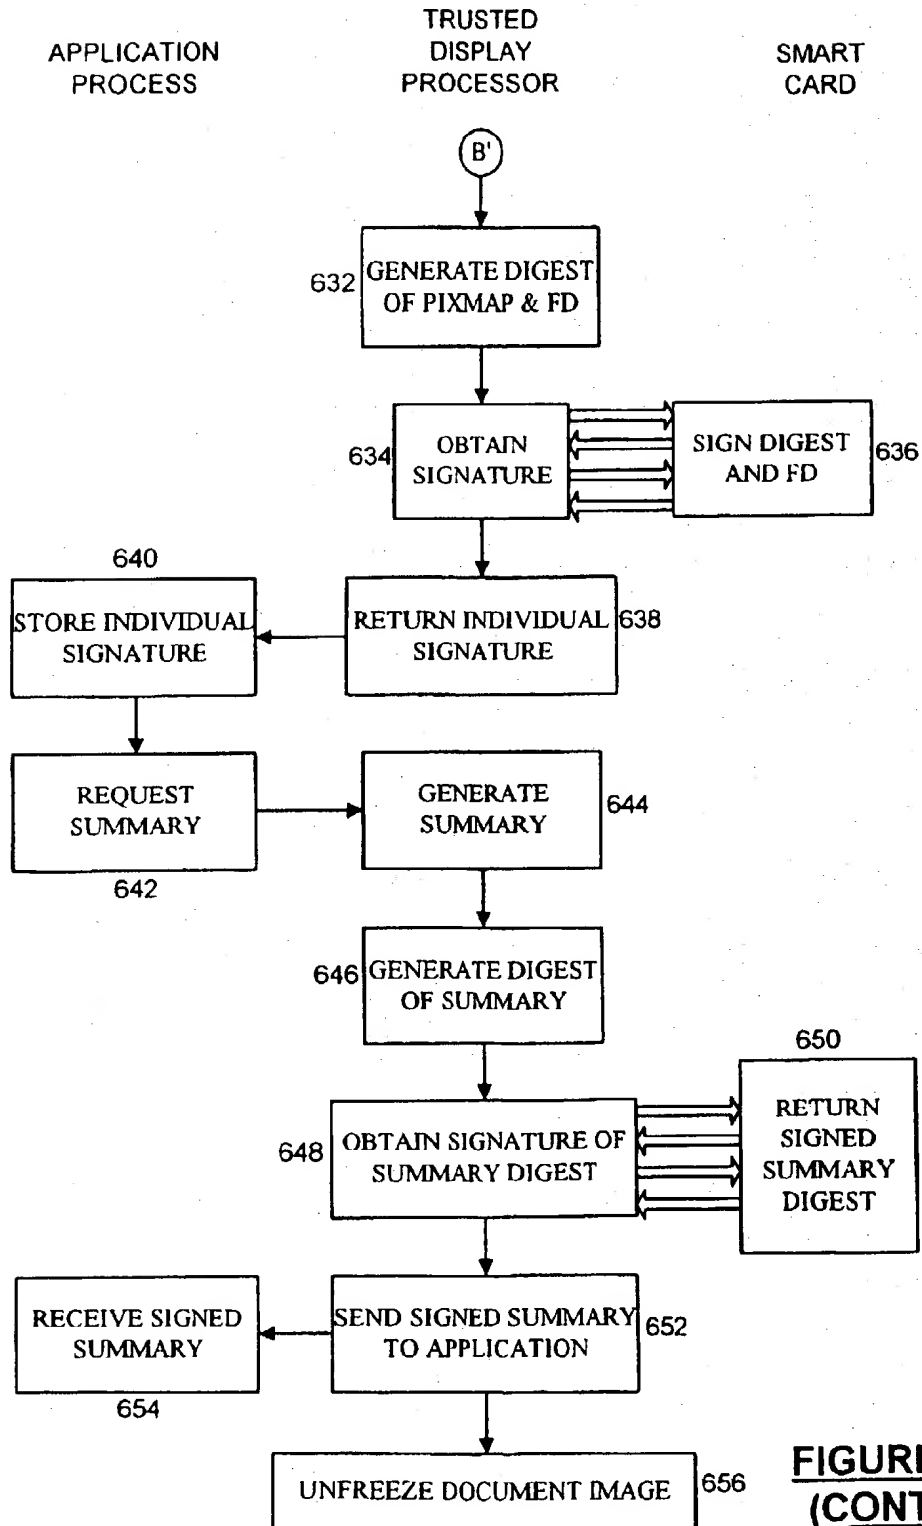 APPLICATION
PROCESS
TRUSTED
DISPLAY
PROCESSOR
SMART
CARD
B'
632
GENERATE DIGEST
OF PIXMAP & FD
634
OBTAIN
SIGNATURE
SIGN DIGEST
AND FD
636
640
STORE INDIVIDUAL
SIGNATURE
RETURN INDIVIDUAL
SIGNATURE
638
REQUEST
SUMMARY
642
GENERATE
SUMMARY
644
646
GENERATE DIGEST
OF SUMMARY
648
OBTAIN SIGNATURE OF
SUMMARY DIGEST
650
RETURN
SIGNED
SUMMARY
DIGEST
RECEIVE SIGNED
SUMMARY
654
SEND SIGNED SUMMARY
TO APPLICATION
652
UNFREEZE DOCUMENT IMAGE
656
FIGURE
(CONT